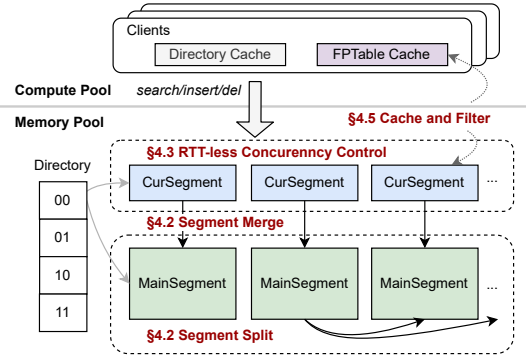 Clients
Directory Cache
FPTable Cache
Compute Pool
search/insert/del
§4.5 Cache and Filter
Memory Pool
§4.3 RTT-less Concurenncy Control
Directory
CurSegment
CurSegment
CurSegment
...
00
§4.2 Segment Merge
01
10
MainSegment
MainSegment
MainSegment
...
11
§4.2 Segment Split